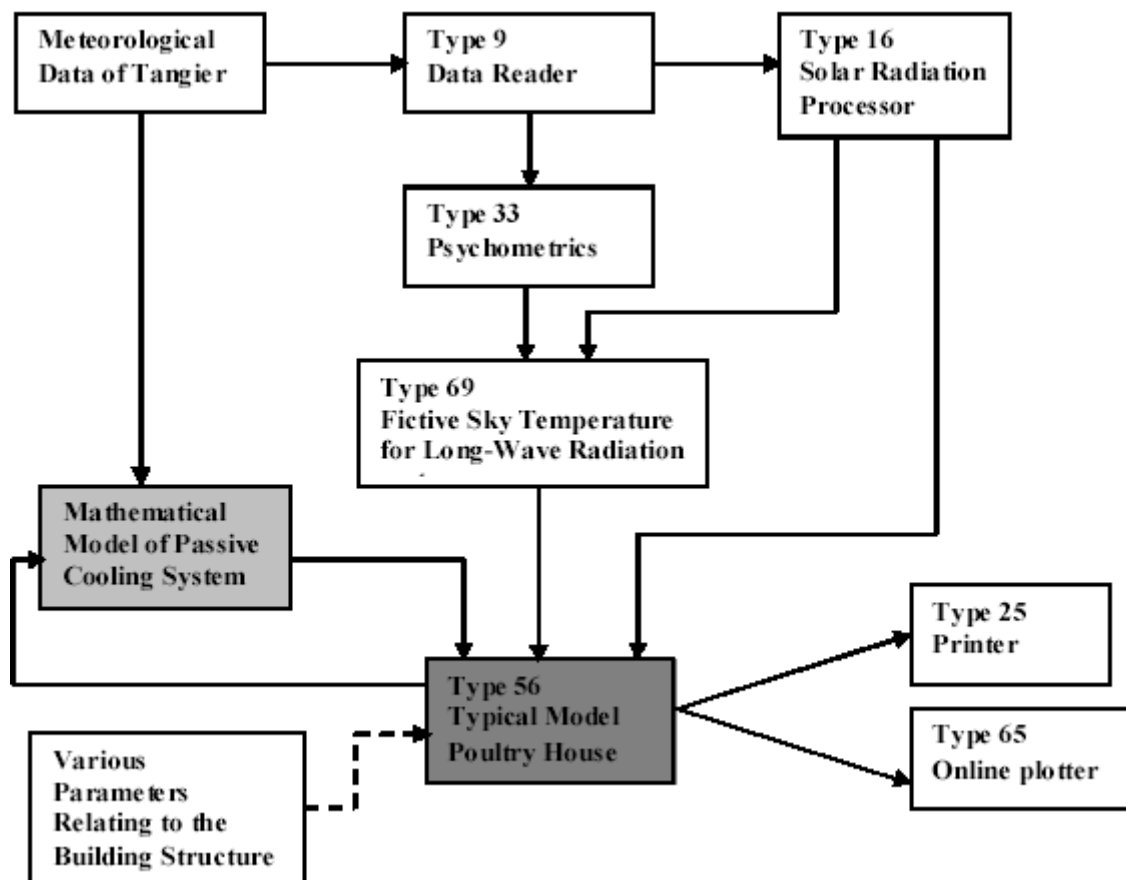 Meteorological
Data of Tangier
Type 9
Data Reader
Type 16
Solar Radiation
Processor
Type 33
Psychometrics
Type 69
Fictive Sky Temperature
for Long-Wave Radiation
Mathematical
Model of Passive
Cooling System
Type 56
Typical Model
Poultry House
Type 25
Printer
Type 65
Online plotter
Various
Parameters
Relating to the
Building Structure